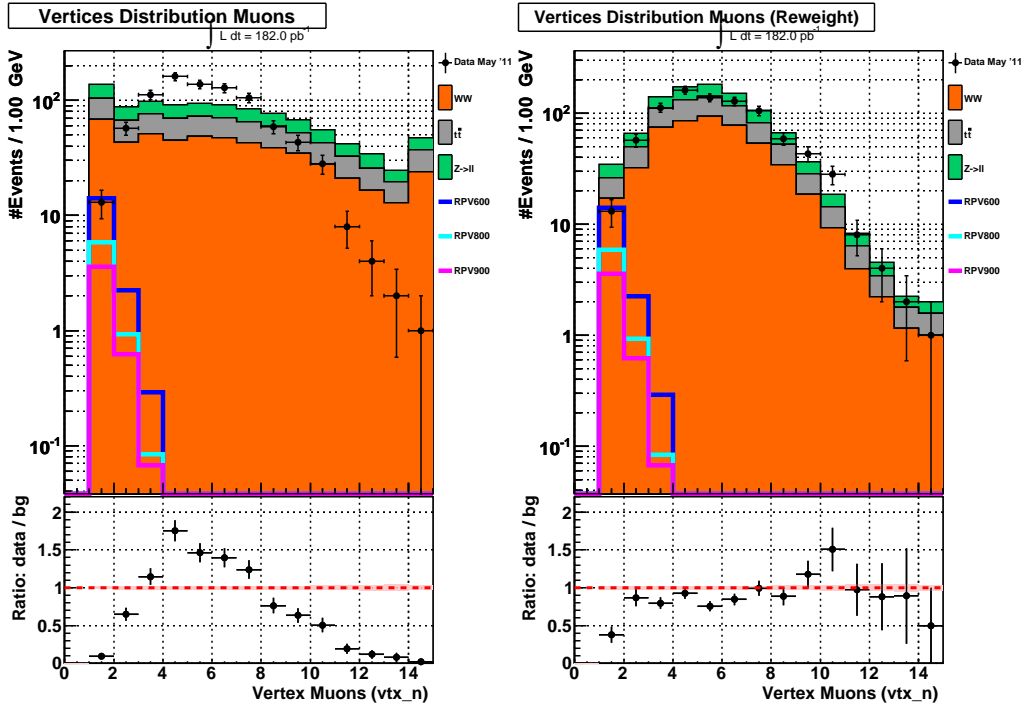 Vertices Distribution Muons
∫ L dt = 182.0 pb⁻¹
#Events / 1.00 GeV
10²
10
1
10⁻¹
Data May '11
WW
tt̄
Z->ll
RPV600
RPV800
RPV900
Ratio: data / bg
2
1.5
1
0.5
0
0 2 4 6 8 10 12 14
Vertex Muons (vtx_n)
Vertices Distribution Muons (Reweight)
∫ L dt = 182.0 pb⁻¹
#Events / 1.00 GeV
10²
10
1
10⁻¹
Data May '11
WW
tt̄
Z->ll
RPV600
RPV800
RPV900
Ratio: data / bg
2
1.5
1
0.5
0
0 2 4 6 8 10 12 14
Vertex Muons (vtx_n)